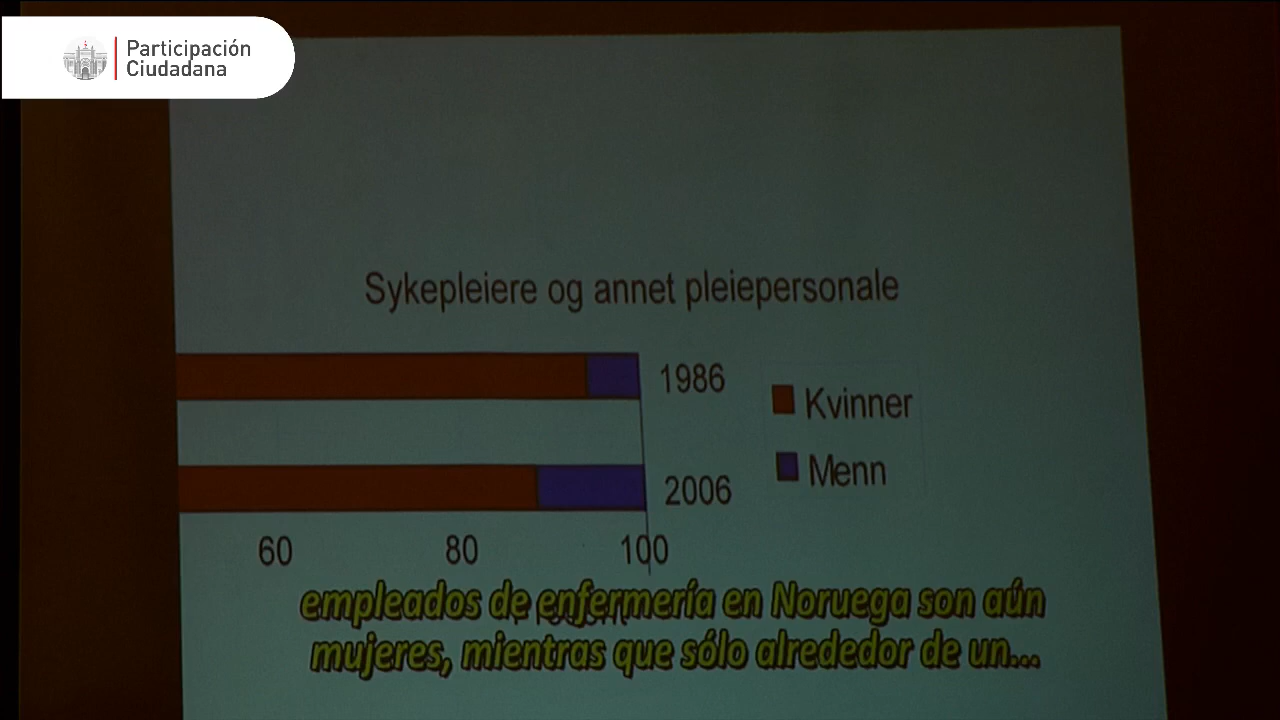 Participación
Ciudadana
Sykepleiere og annet pleiepersonale
1986
Kvinner
Menn
2006
60 80 100
empleados de enfermería en Noruega son aún
mujeres, mientras que sólo alrededor de un...